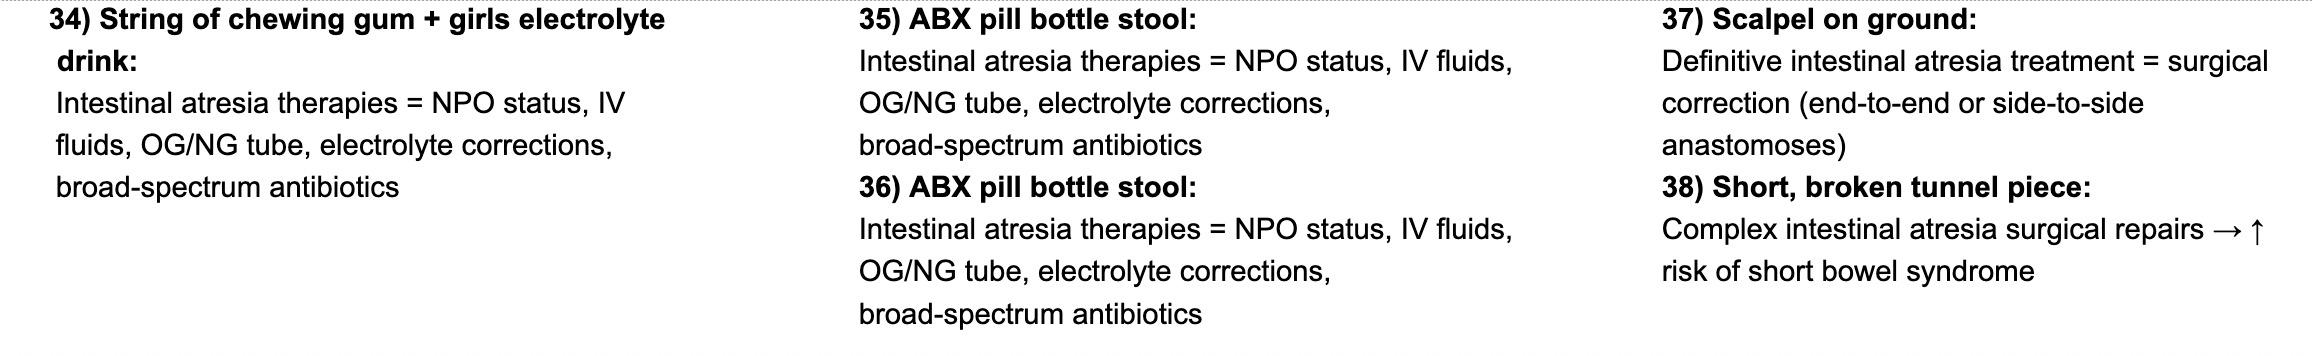 34) String of chewing gum + girls electrolyte
drink:
Intestinal atresia therapies = NPO status, IV
fluids, OG/NG tube, electrolyte corrections,
broad-spectrum antibiotics
35) ABX pill bottle stool:
Intestinal atresia therapies = NPO status, IV fluids,
OG/NG tube, electrolyte corrections,
broad-spectrum antibiotics
36) ABX pill bottle stool:
Intestinal atresia therapies = NPO status, IV fluids,
OG/NG tube, electrolyte corrections,
broad-spectrum antibiotics
37) Scalpel on ground:
Definitive intestinal atresia treatment = surgical
correction (end-to-end or side-to-side
anastomoses)
38) Short, broken tunnel piece:
Complex intestinal atresia surgical repairs → ↑
risk of short bowel syndrome